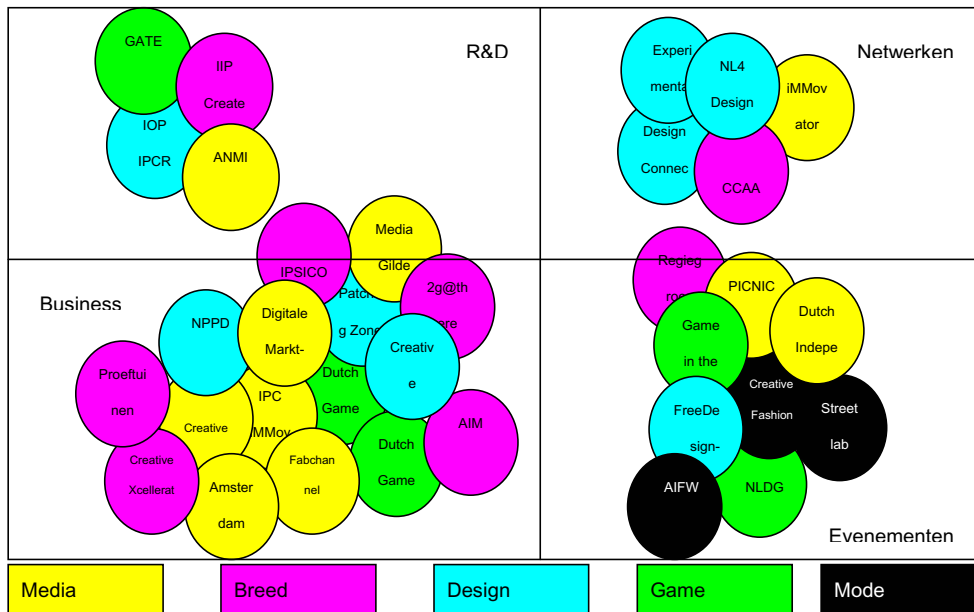 R&D
GATE
IIP
Create
IOP
IPCR
ANMI
Netwerken
Experi
menta
NL4
Design
iMMov
ator
Design
Connec
CCAA
Business
IPSICO
Media
Gilde
Patch
g Zone
2g@th
ere
NPPD
Digitale
Markt-
Creativ
e
Proeftui
nen
Dutch
Game
IPC
MMov
Creative
AIM
Creative
Xcellerat
Amster
dam
Fabchan
nel
Dutch
Game
Regieg
PICNIC
Game
in the
Dutch
Indepe
Creative
Fashion
Street
lab
FreeDe
sign-
AIFW
NLDG
Evenementen
Media
Breed
Design
Game
Mode